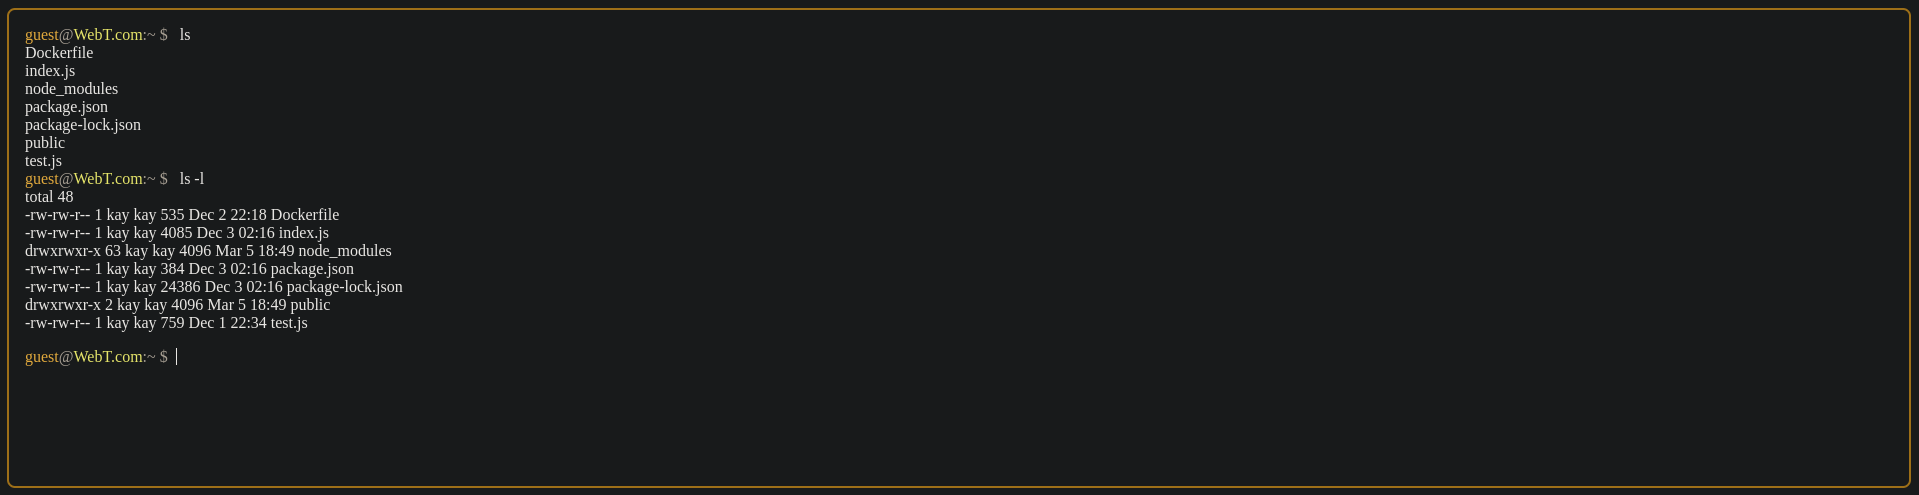 guest@WebT.com:~ $ ls
Dockerfile
index.js
node_modules
package.json
package-lock.json
public
test.js
guest@WebT.com:~ $ ls -l
total 48
-rw-rw-r-- 1 kay kay 535 Dec 2 22:18 Dockerfile
-rw-rw-r-- 1 kay kay 4085 Dec 3 02:16 index.js
drwxrwxr-x 63 kay kay 4096 Mar 5 18:49 node_modules
-rw-rw-r-- 1 kay kay 384 Dec 3 02:16 package.json
-rw-rw-r-- 1 kay kay 24386 Dec 3 02:16 package-lock.json
drwxrwxr-x 2 kay kay 4096 Mar 5 18:49 public
-rw-rw-r-- 1 kay kay 759 Dec 1 22:34 test.js
guest@WebT.com:~ $